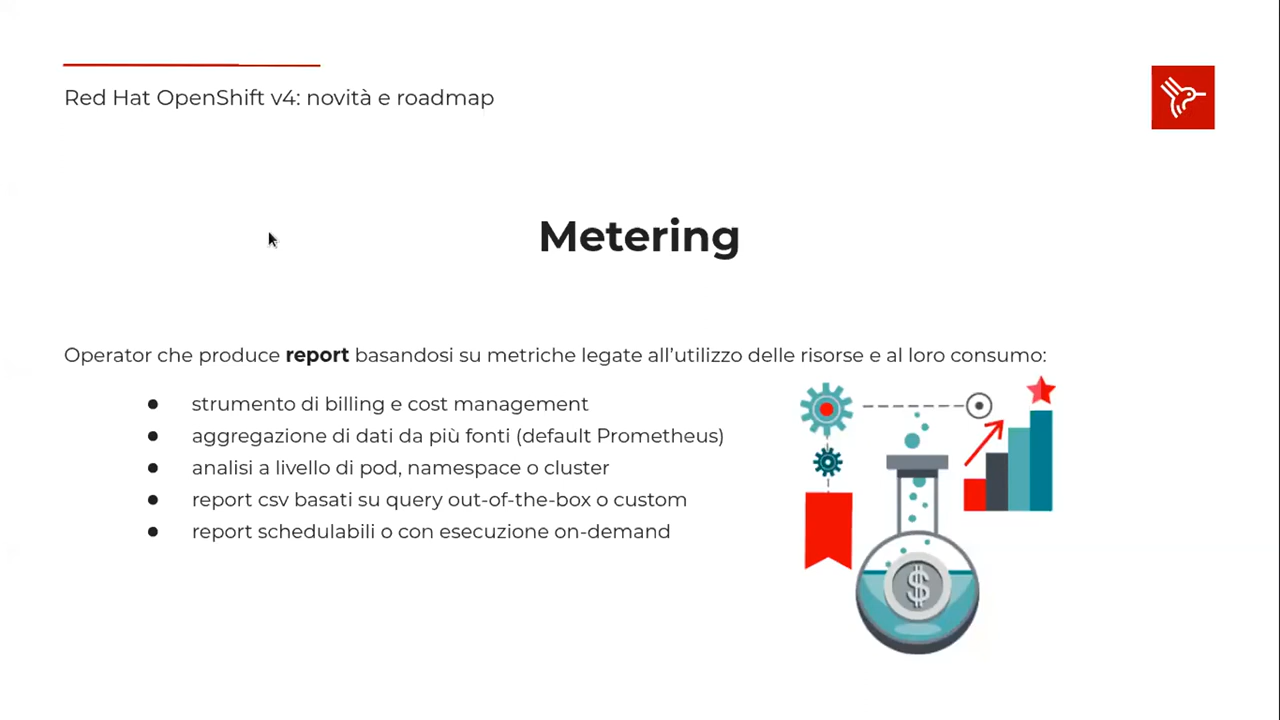 Red Hat OpenShift v4: novità e roadmap
Metering
Operator che produce report basandosi su metriche legate all’utilizzo delle risorse e al loro consumo:
● strumento di billing e cost management
● aggregazione di dati da più fonti (default Prometheus)
● analisi a livello di pod, namespace o cluster
● report csv basati su query out-of-the-box o custom
● report schedulabili o con esecuzione on-demand
$